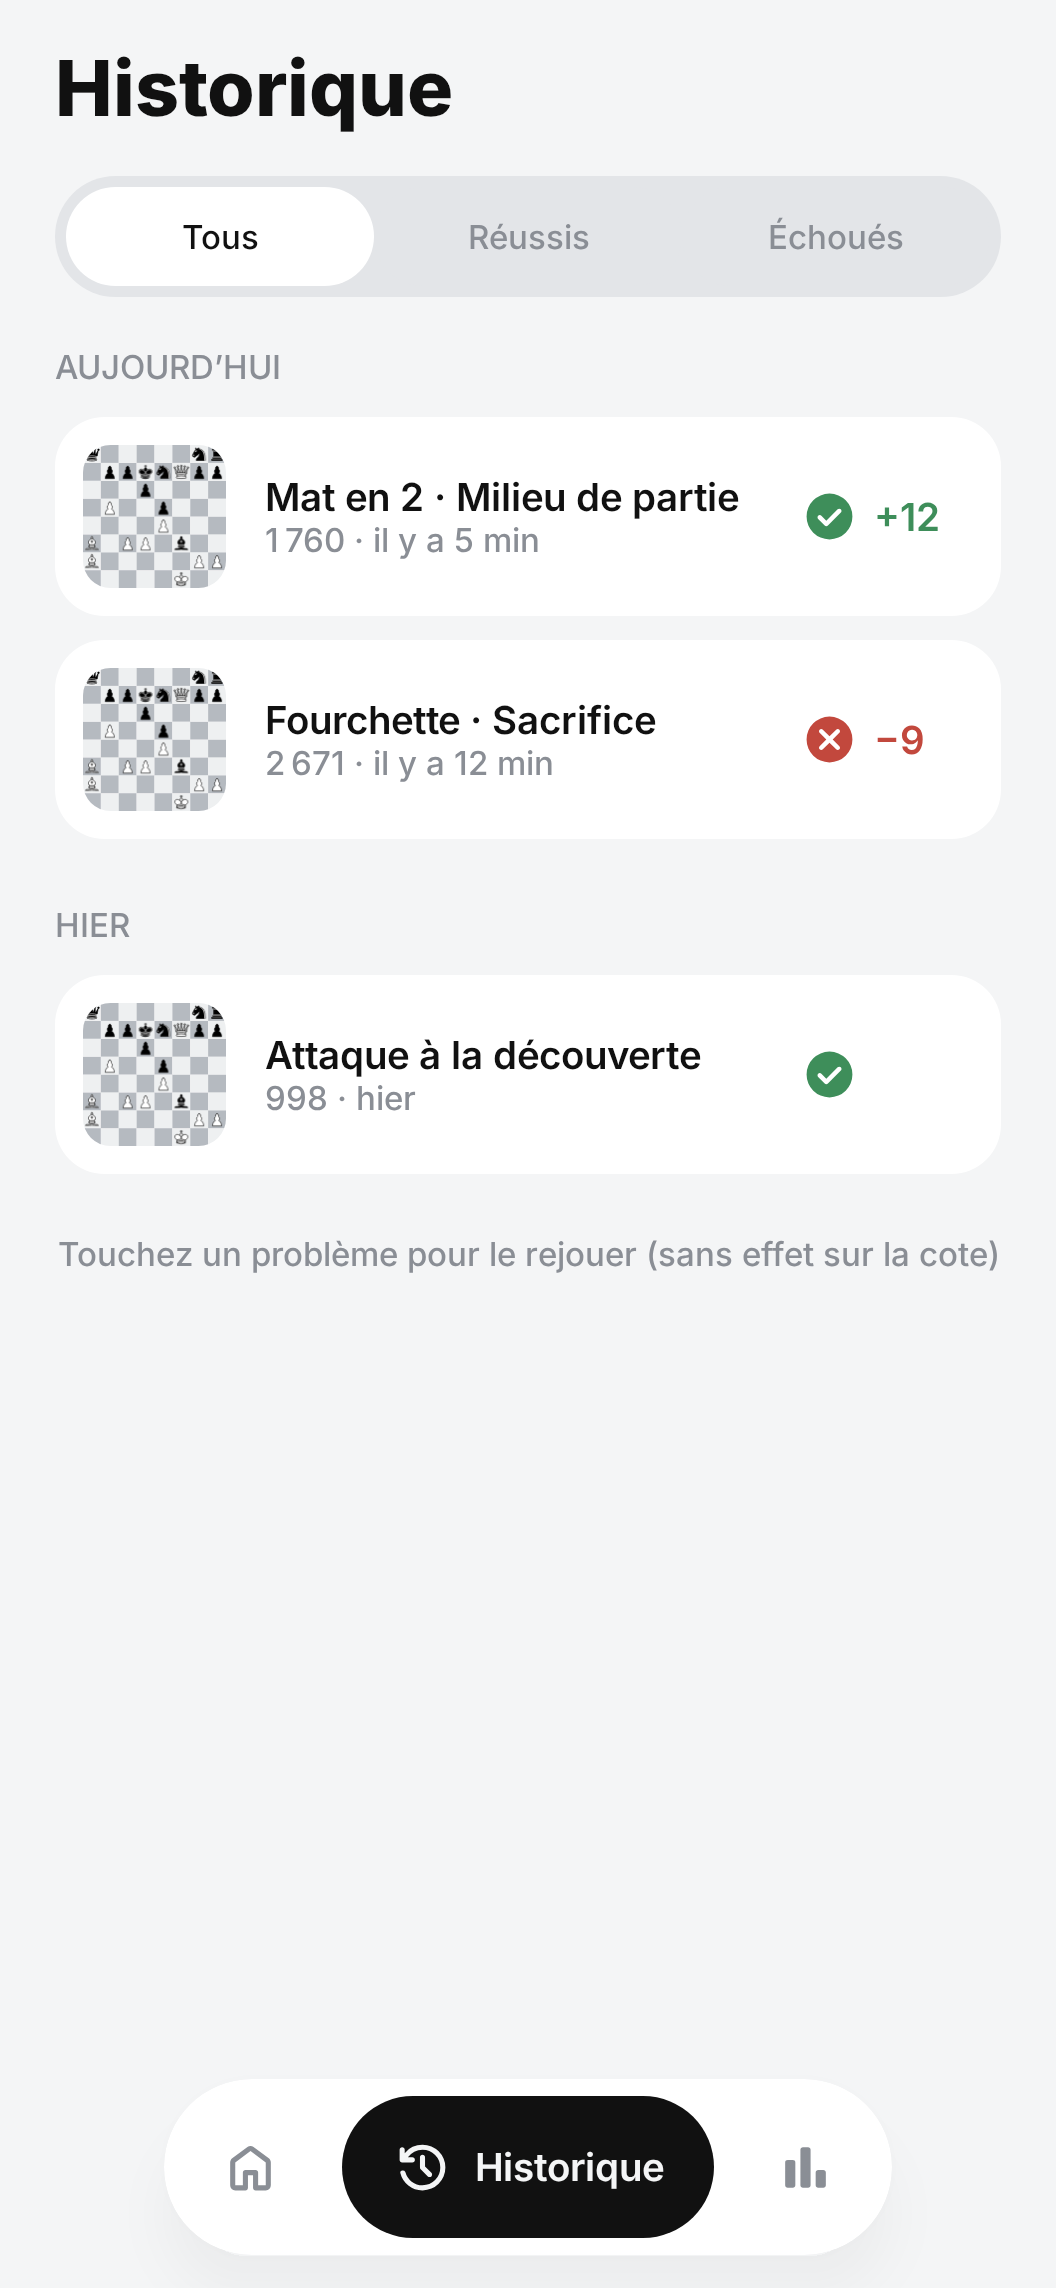 Historique
Tous
Réussis
Échoués
AUJOURD’HUI
Mat en 2 · Milieu de partie
1 760 · il y a 5 min
+12
Fourchette · Sacrifice
2 671 · il y a 12 min
−9
HIER
Attaque à la découverte
998 · hier
Touchez un problème pour le rejouer (sans effet sur la cote)
Historique